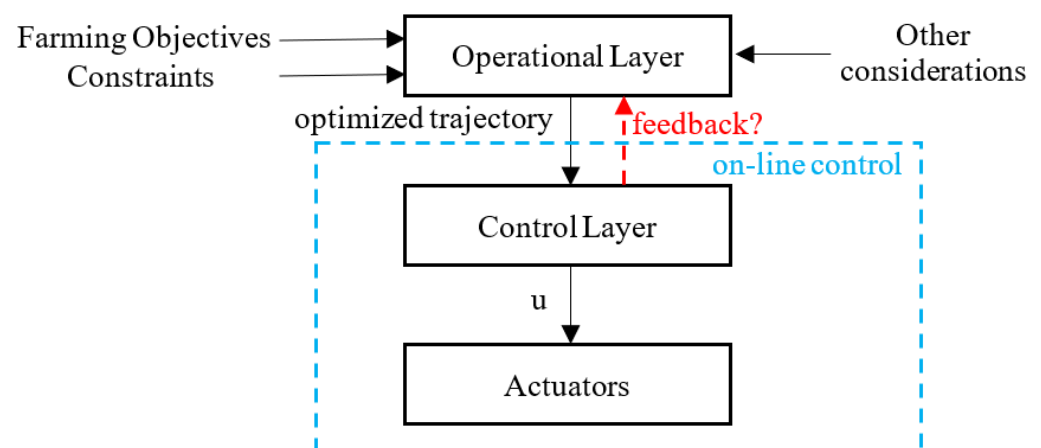 Farming Objectives
Constraints
Operational Layer
Other
considerations
optimized trajectory
feedback?
on-line control
Control Layer
u
Actuators